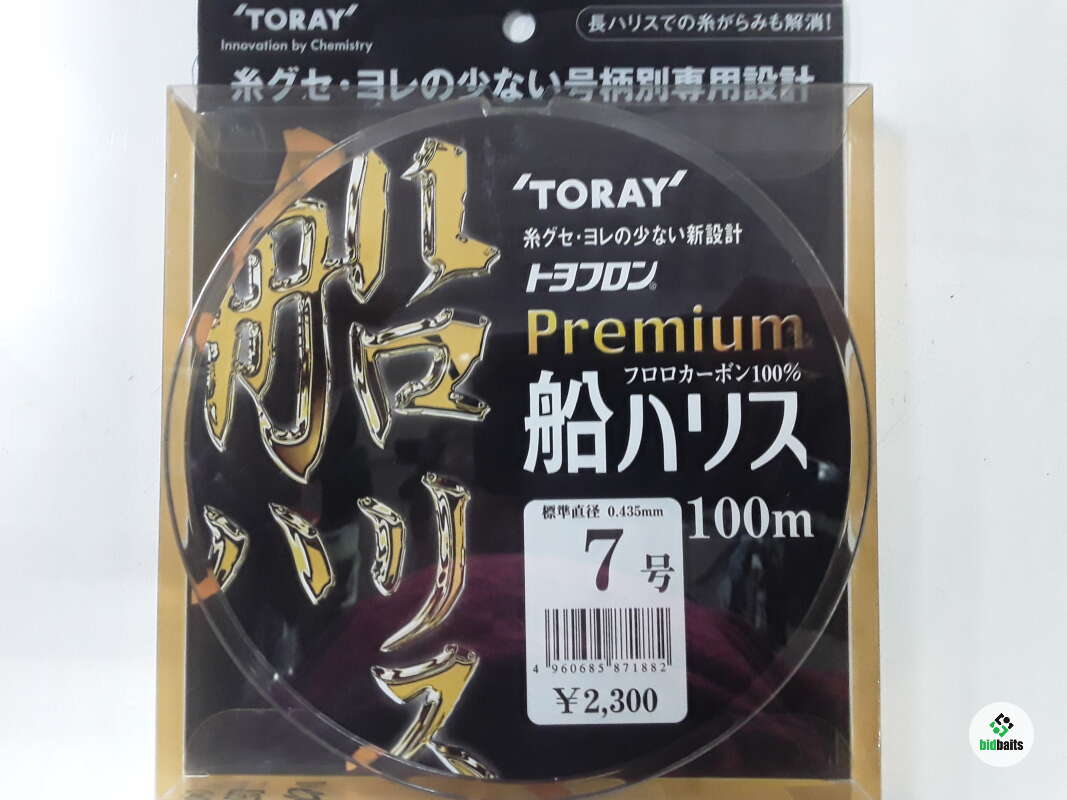 'TORAY'
Innovation by Chemistry
長ハリスでの糸がらみも解消!
糸グセ・ヨレの少ない号柄別専用設計
船ハリス
'TORAY'
糸グセ・ヨレの少ない新設計
トヨフロン®
Premium
フロロカーボン100%
船ハリス
100m
標準直径 0.435mm
7号
4 960685 871882
¥2,300
bidbaits